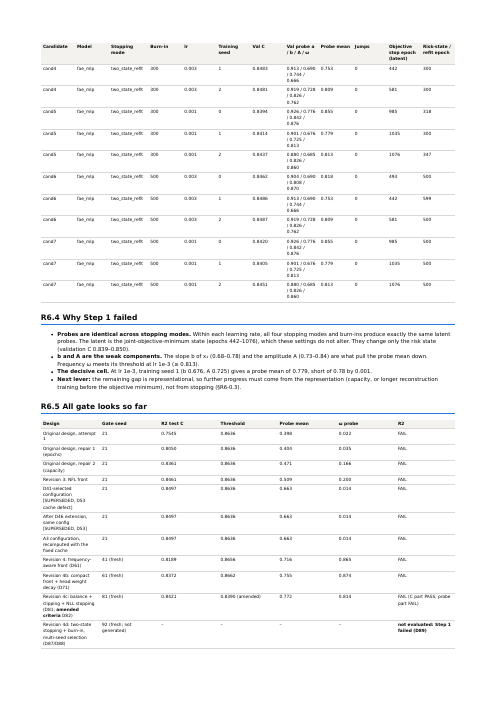 Candidate Model Stopping mode Burn-in lr Training seed Val C Val probe a / b / A / ω Probe mean Jumps Objective stop epoch (latent) Risk-state / refit epoch
cand4 fae_mlp two_state_refit 300 0.003 1 0.8483 0.913 / 0.690 / 0.744 / 0.666 0.753 0 442 300
cand4 fae_mlp two_state_refit 300 0.003 2 0.8481 0.919 / 0.728 / 0.826 / 0.762 0.809 0 581 300
cand5 fae_mlp two_state_refit 300 0.001 0 0.8394 0.926 / 0.776 / 0.842 / 0.876 0.855 0 985 318
cand5 fae_mlp two_state_refit 300 0.001 1 0.8414 0.901 / 0.676 / 0.725 / 0.813 0.779 0 1035 300
cand5 fae_mlp two_state_refit 300 0.001 2 0.8437 0.880 / 0.685 / 0.826 / 0.860 0.813 0 1076 347
cand6 fae_mlp two_state_refit 500 0.003 0 0.8462 0.904 / 0.690 / 0.808 / 0.870 0.818 0 493 500
cand6 fae_mlp two_state_refit 500 0.003 1 0.8486 0.913 / 0.690 / 0.744 / 0.666 0.753 0 442 599
cand6 fae_mlp two_state_refit 500 0.003 2 0.8487 0.919 / 0.728 / 0.826 / 0.762 0.809 0 581 500
cand7 fae_mlp two_state_refit 500 0.001 0 0.8420 0.926 / 0.776 / 0.842 / 0.876 0.855 0 985 500
cand7 fae_mlp two_state_refit 500 0.001 1 0.8405 0.901 / 0.676 / 0.725 / 0.813 0.779 0 1035 500
cand7 fae_mlp two_state_refit 500 0.001 2 0.8451 0.880 / 0.685 / 0.826 / 0.860 0.813 0 1076 500
R6.4 Why Step 1 failed
• Probes are identical across stopping modes. Within each learning rate, all four stopping modes and burn-ins produce exactly the same latent
probes. The latent is the joint-objective-minimum state (epochs 442–1076), which these settings do not alter. They change only the risk state
(validation C 0.839–0.850).
• b and A are the weak components. The slope b of x₁ (0.68–0.78) and the amplitude A (0.73–0.84) are what pull the probe mean down.
Frequency ω meets its threshold at lr 1e-3 (≥ 0.813).
• The decisive cell. At lr 1e-3, training seed 1 (b 0.676, A 0.725) gives a probe mean of 0.779, short of 0.78 by 0.001.
• Next lever: the remaining gap is representational, so further progress must come from the representation (capacity, or longer reconstruction
training before the objective minimum), not from stopping (§R6-0.3).
R6.5 All gate looks so far
Design Gate seed R2 test C Threshold Probe mean ω probe R2
Original design, attempt 1 21 0.7545 0.8636 0.398 0.022 FAIL
Original design, repair 1 (epochs) 21 0.8050 0.8636 0.404 0.035 FAIL
Original design, repair 2 (capacity) 21 0.8361 0.8636 0.471 0.166 FAIL
Revision 3: NFL front 21 0.8461 0.8636 0.509 0.200 FAIL
D41-selected configuration [SUPERSEDED, D53 cache defect] 21 0.8497 0.8636 0.663 0.014 FAIL
After D46 extension, same config [SUPERSEDED, D53] 21 0.8497 0.8636 0.663 0.014 FAIL
A3 configuration, recomputed with the fixed cache 21 0.8497 0.8636 0.663 0.014 FAIL
Revision 4: frequency-aware front (D61) 41 (fresh) 0.8189 0.8656 0.716 0.865 FAIL
Revision 4b: compact front + head weight decay (D71) 61 (fresh) 0.8372 0.8662 0.755 0.874 FAIL
Revision 4c: balance + clipping + NLL stopping (D81; amended criteria D82) 81 (fresh) 0.8421 0.8390 (amended) 0.772 0.814 FAIL (C part PASS; probe part FAIL)
Revision 4d: two-state stopping + burn-in, multi-seed selection (D87/D88) 92 (fresh; not generated) – – – – not evaluated: Step 1 failed (D89)